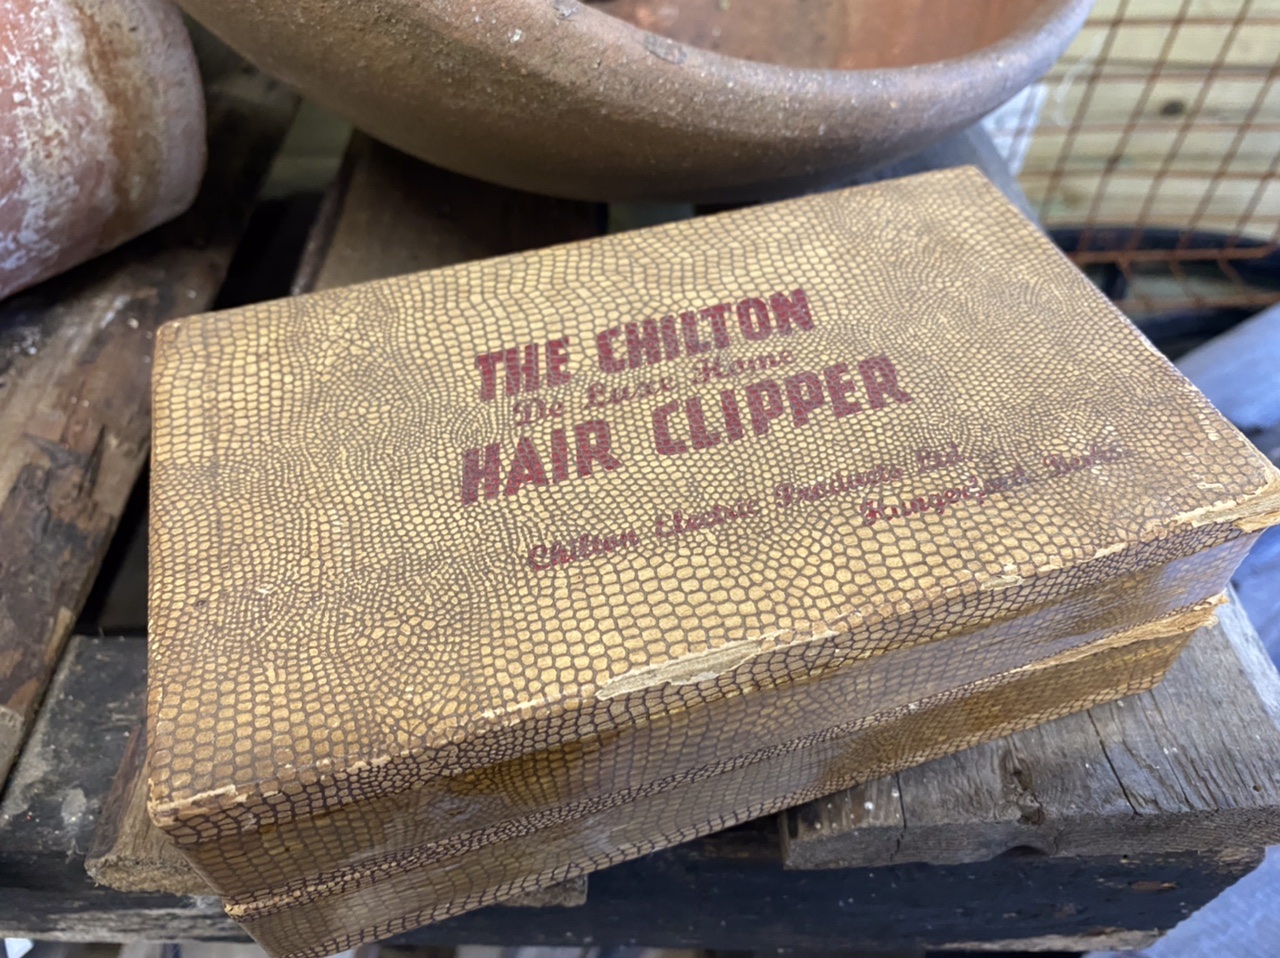 THE CHILTON
De Luxe Home
HAIR CLIPPER
Chilton Electric Products Ltd.
Hungerford, Berks